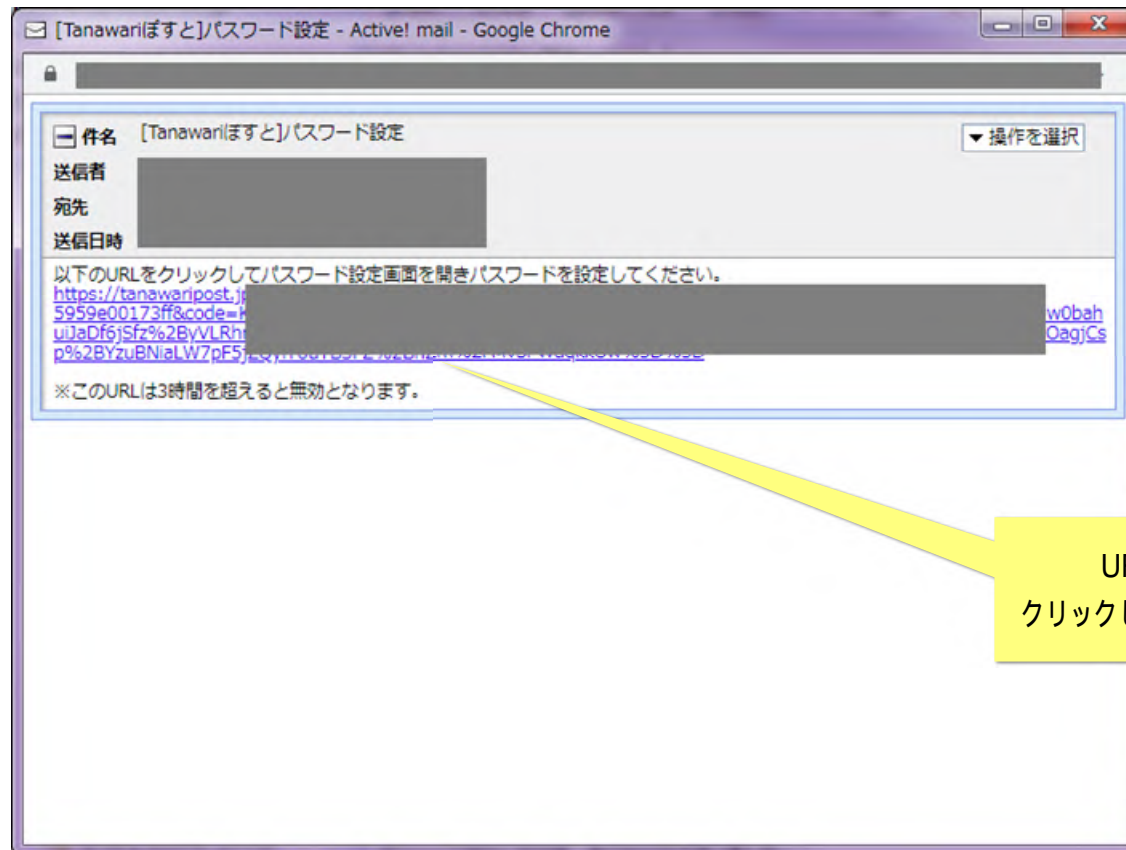 [Tanawariぽすと]パスワード設定 - Active! mail - Google Chrome
件名 [Tanawariぽすと]パスワード設定
▼操作を選択
送信者
宛先
送信日時
以下のURLをクリックしてパスワード設定画面を開きパスワードを設定してください。
https://tanawaripost.jp
5959e00173ff&code=K w0bah
uiJaDf6jSfz%2ByVLRh OagjCs
p%2BYzuBNiaLW7pF5j
※このURLは3時間を超えると無効となります。
クリックし